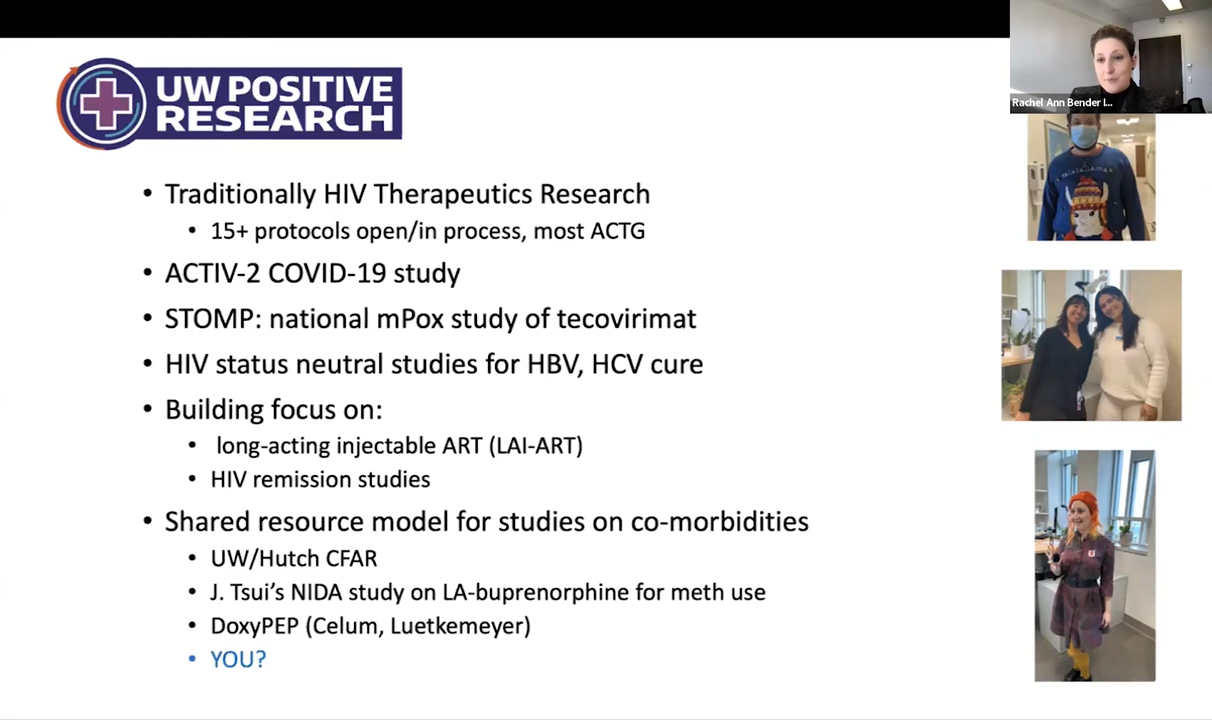 UW POSITIVE
RESEARCH
Rachel Ann Bender I...
• Traditionally HIV Therapeutics Research
• 15+ protocols open/in process, most ACTG
• ACTIV-2 COVID-19 study
• STOMP: national mPox study of tecovirimat
• HIV status neutral studies for HBV, HCV cure
• Building focus on:
• long-acting injectable ART (LAI-ART)
• HIV remission studies
• Shared resource model for studies on co-morbidities
• UW/Hutch CFAR
• J. Tsui’s NIDA study on LA-buprenorphine for meth use
• DoxyPEP (Celum, Luetkemeyer)
• YOU?